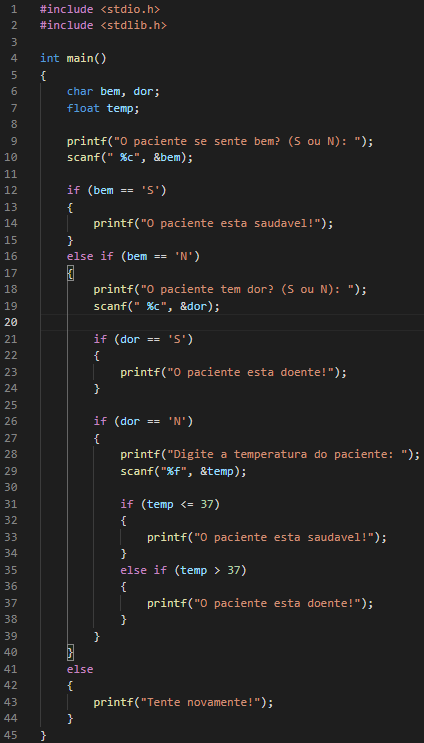 1 #include <stdio.h>
2 #include <stdlib.h>
3
4 int main()
5 {
6     char bem, dor;
7     float temp;
8
9     printf("O paciente se sente bem? (S ou N): ");
10     scanf(" %c", &bem);
11
12     if (bem == 'S')
13     {
14         printf("O paciente esta saudavel!");
15     }
16     else if (bem == 'N')
17     {
18         printf("O paciente tem dor? (S ou N): ");
19         scanf(" %c", &dor);
20
21         if (dor == 'S')
22         {
23             printf("O paciente esta doente!");
24         }
25
26         if (dor == 'N')
27         {
28             printf("Digite a temperatura do paciente: ");
29             scanf("%f", &temp);
30
31             if (temp <= 37)
32             {
33                 printf("O paciente esta saudavel!");
34             }
35             else if (temp > 37)
36             {
37                 printf("O paciente esta doente!");
38             }
39         }
40     }
41     else
42     {
43         printf("Tente novamente!");
44     }
45 }